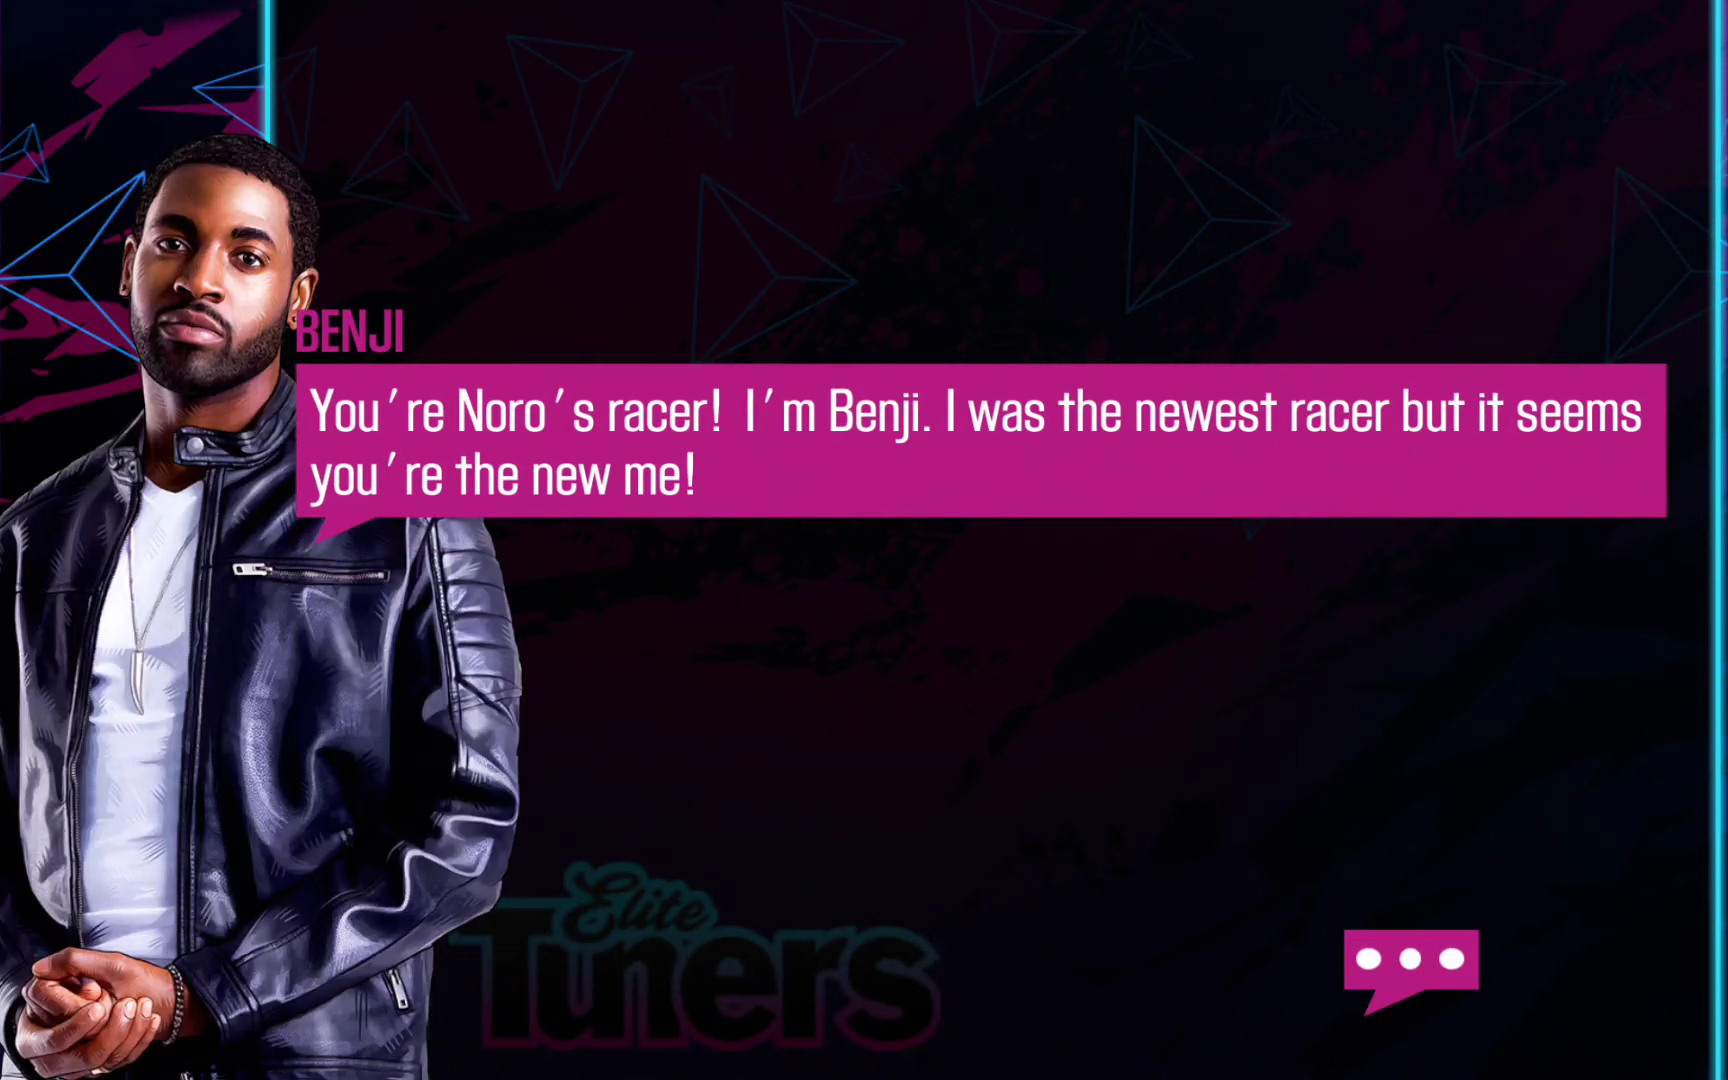 BENJI
You're Noro's racer! I'm Benji. I was the newest racer but it seems
you're the new me!
Elite
Tuners